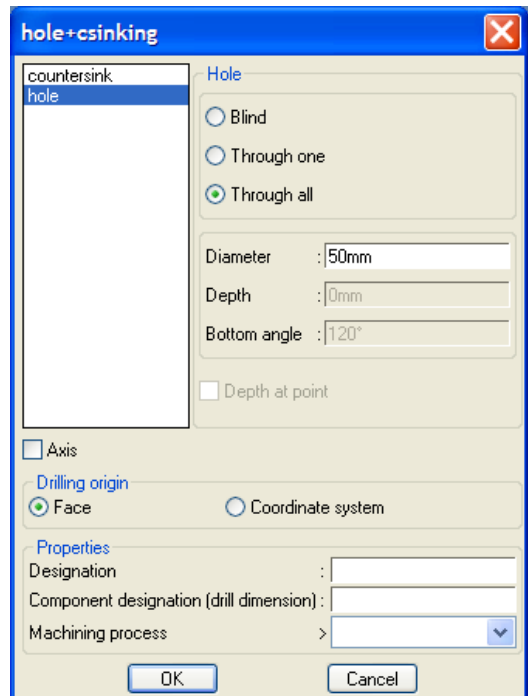 hole+csinking
countersink
hole
Hole
Blind
Through one
Through all
Diameter : 50mm
Depth : 0mm
Bottom angle : 120°
Depth at point
Axis
Drilling origin
Face Coordinate system
Properties
Designation :
Component designation (drill dimension) :
Machining process >
OK Cancel